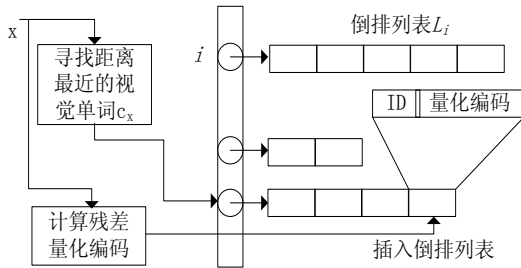 x
寻找距离
最近的视
觉单词cx
i
倒排列表Li
ID 量化编码
计算残差
量化编码
插入倒排列表